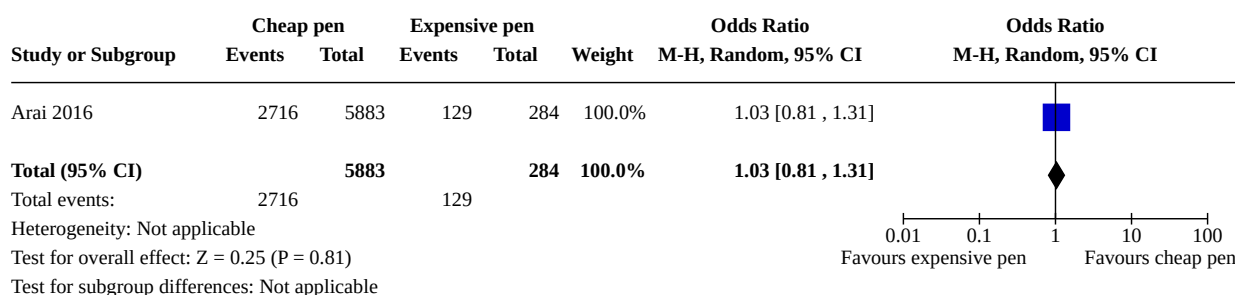 Cheap pen Expensive pen Odds Ratio Odds Ratio
Study or Subgroup Events Total Events Total Weight M-H, Random, 95% CI M-H, Random, 95% CI
Arai 2016 2716 5883 129 284 100.0% 1.03 [0.81 , 1.31]
Total (95% CI) 5883 284 100.0% 1.03 [0.81 , 1.31]
Total events: 2716 129
Heterogeneity: Not applicable
0.01 0.1 1 10 100
Test for overall effect: Z = 0.25 (P = 0.81) Favours expensive pen Favours cheap pen
Test for subgroup differences: Not applicable